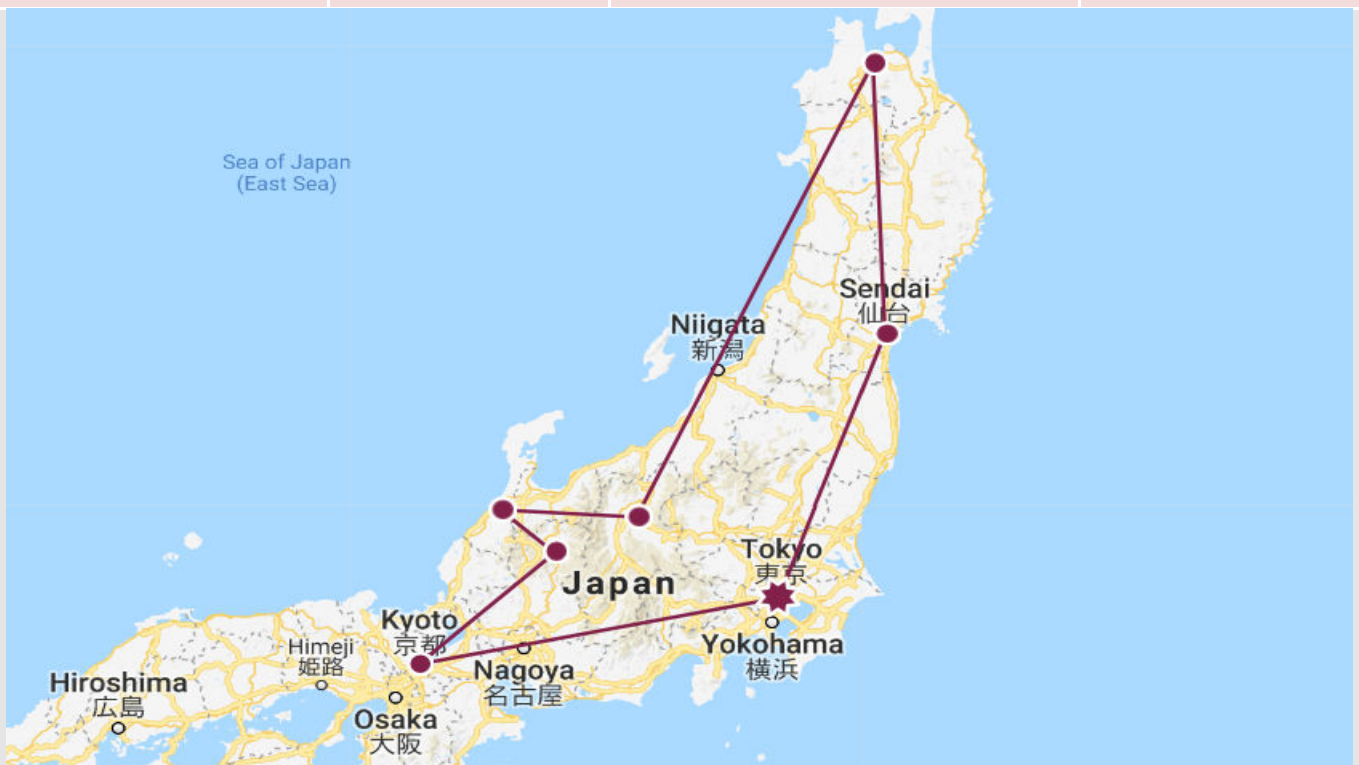 Sea of Japan
(East Sea)
Sendai
仙台
Niigata
新潟
Tokyo
東京
Japan
Kyoto
京都
Himeji
姫路
Yokohama
横浜
Nagoya
名古屋
Hiroshima
広島
Osaka
大阪